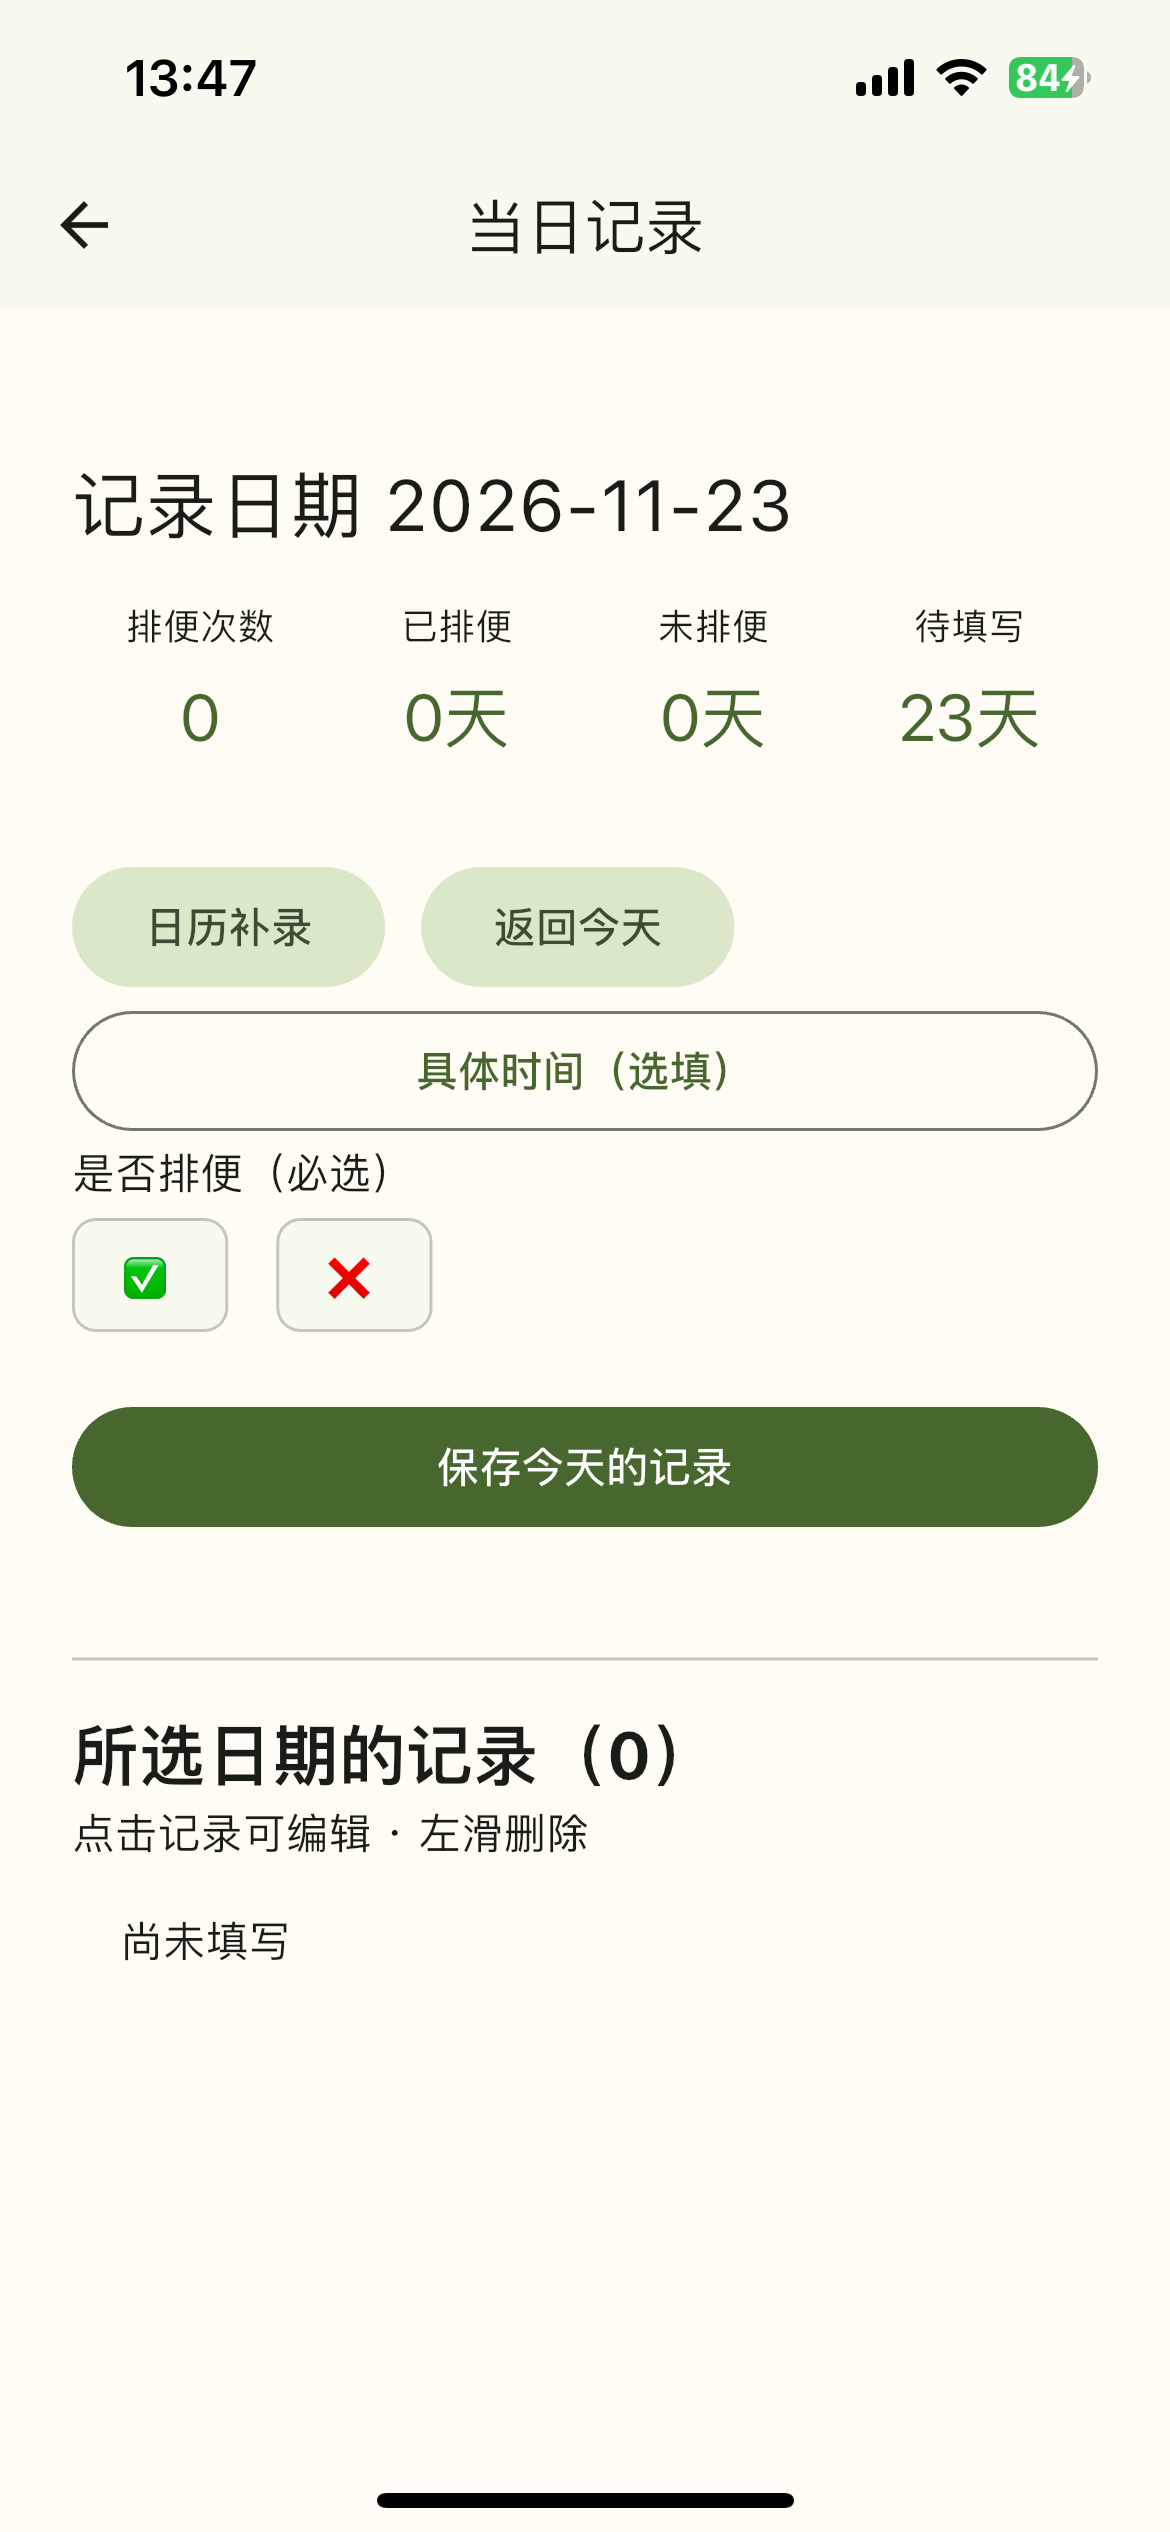 13:47
84
当日记录
记录日期 2026-11-23
排便次数 已排便 未排便 待填写
0 0天 0天 23天
日历补录 返回今天
具体时间（选填）
是否排便（必选）
✅ ❌
保存今天的记录
所选日期的记录（0）
点击记录可编辑 · 左滑删除
尚未填写